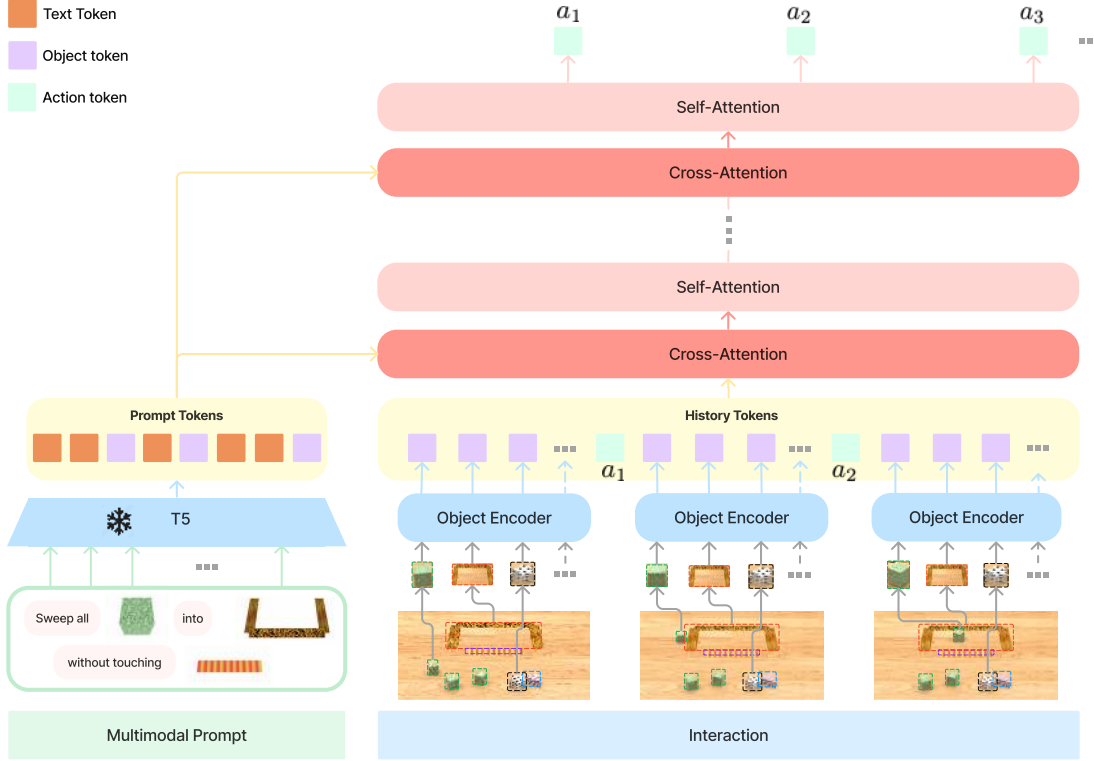 Text Token
Object token
Action token
a1
a2
a3
Self-Attention
Cross-Attention
Self-Attention
Cross-Attention
Prompt Tokens
History Tokens
a1
a2
T5
Object Encoder
Object Encoder
Object Encoder
Sweep all
into
without touching
Multimodal Prompt
Interaction